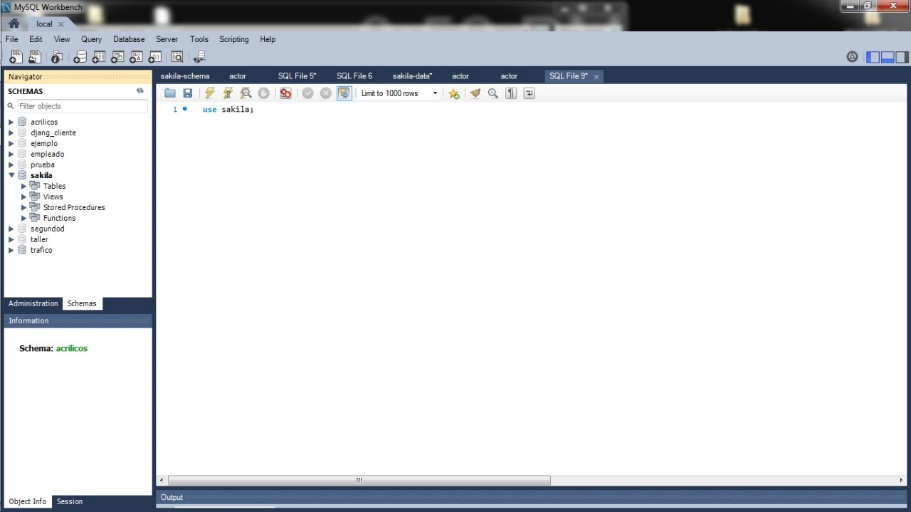 MySQL Workbench
local
File Edit View Query Database Server Tools Scripting Help
Navigator
SCHEMAS
Filter objects
acrilicos
djang_cliente
ejemplo
empleado
prueba
sakila
Tables
Views
Stored Procedures
Functions
segundod
taller
trafico
Administration Schemas
Information
Schema: acrilicos
Object Info Session
sakila-schema actor SQL File 5* SQL File 6 sakila-data* actor actor SQL File 9*
Limit to 1000 rows
1 use sakila;
Output